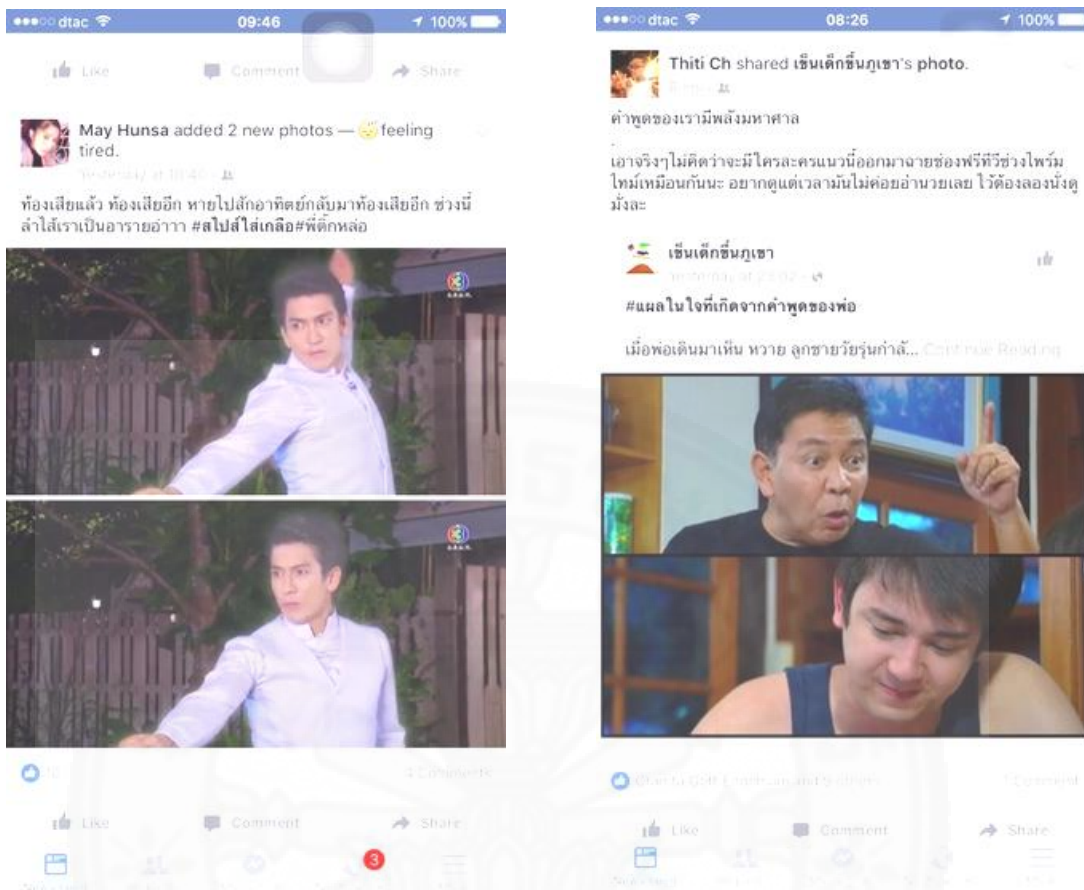 dtac
09:46
100%
Like
Comment
Share
May Hunsa added 2 new photos — feeling
tired.
Yesterday at
ท้องเสียแล้ว ท้องเสียอีก หายไปสักอาทิตย์กลับมาท้องเสียอีก ช่วงนี้
ลำไส้เราเป็นอารายอ่าาา #สไปส์ใส่เกลือ#พี่ติ๊กหล่อ
4 Comments
Like
Comment
Share
3
dtac
08:26
100%
Thiti Ch shared เข็นเด็กขึ้นภูเขา's photo.
คำพูดของเรามีพลังมหาศาล
.
เอาจริงๆไม่คิดว่าจะมีใครละครแนวนี้ออกมาฉายช่องฟรีทีวีช่วงไพร์ม
ไทม์เหมือนกันนะ อยากดูแต่เวลามันไม่ค่อยอำนวยเลย ไว้ต้องลองนั่งดู
มั่งละ
เข็นเด็กขึ้นภูเขา
Yesterday at
#แผลในใจที่เกิดจากคำพูดของพ่อ
เมื่อพ่อเดินมาเห็น หวาย ลูกชายวัยรุ่นกำลั... Continue Reading
Like
Comment
Share